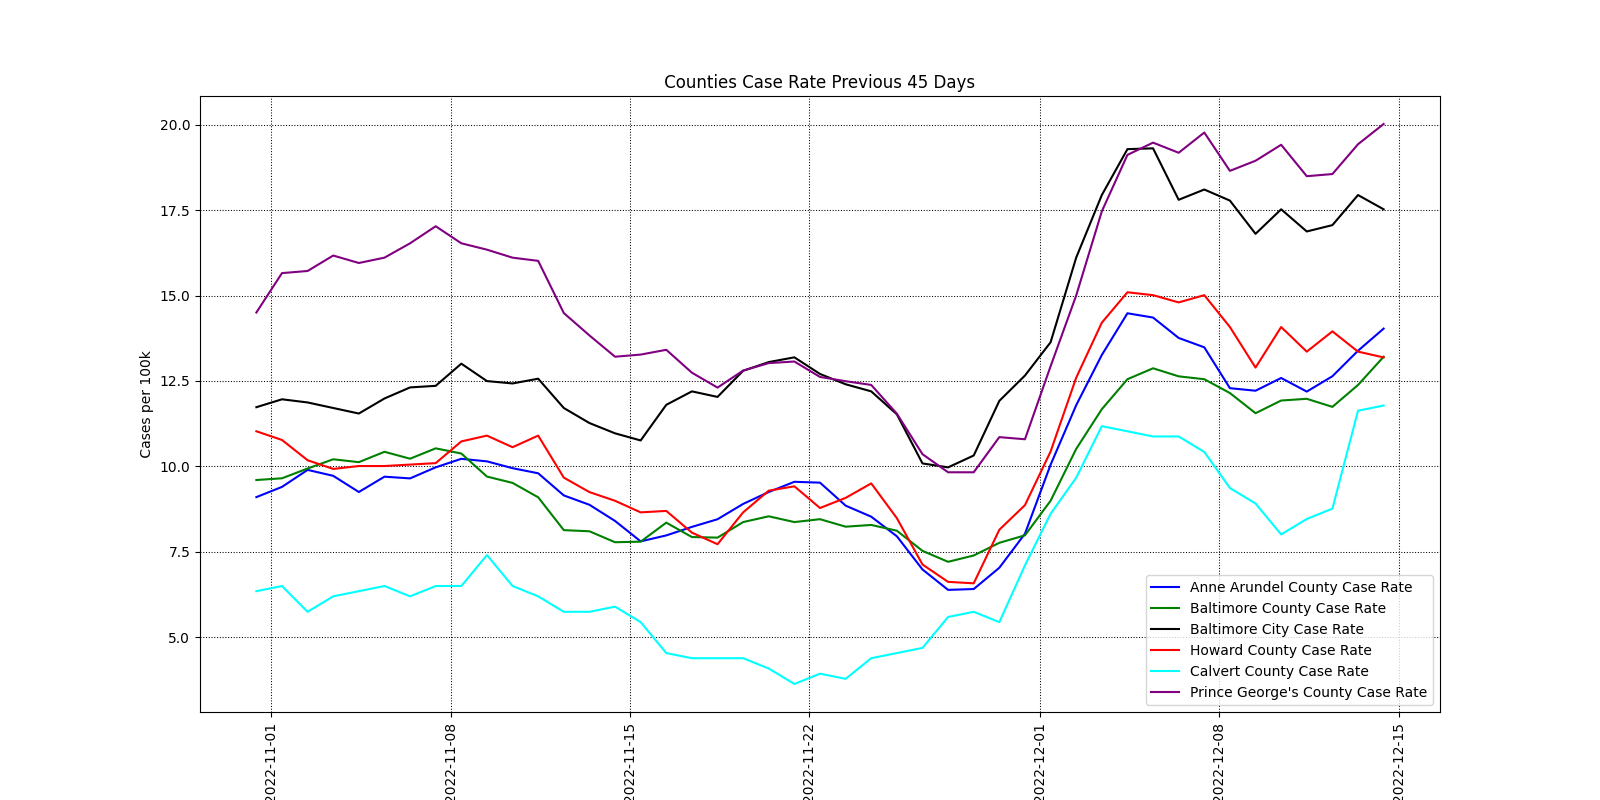 Counties Case Rate Previous 45 Days
Cases per 100k
20.0
17.5
15.0
12.5
10.0
7.5
5.0
Anne Arundel County Case Rate
Baltimore County Case Rate
Baltimore City Case Rate
Howard County Case Rate
Calvert County Case Rate
Prince George's County Case Rate
2022-11-01
2022-11-08
2022-11-15
2022-11-22
2022-12-01
2022-12-08
2022-12-15